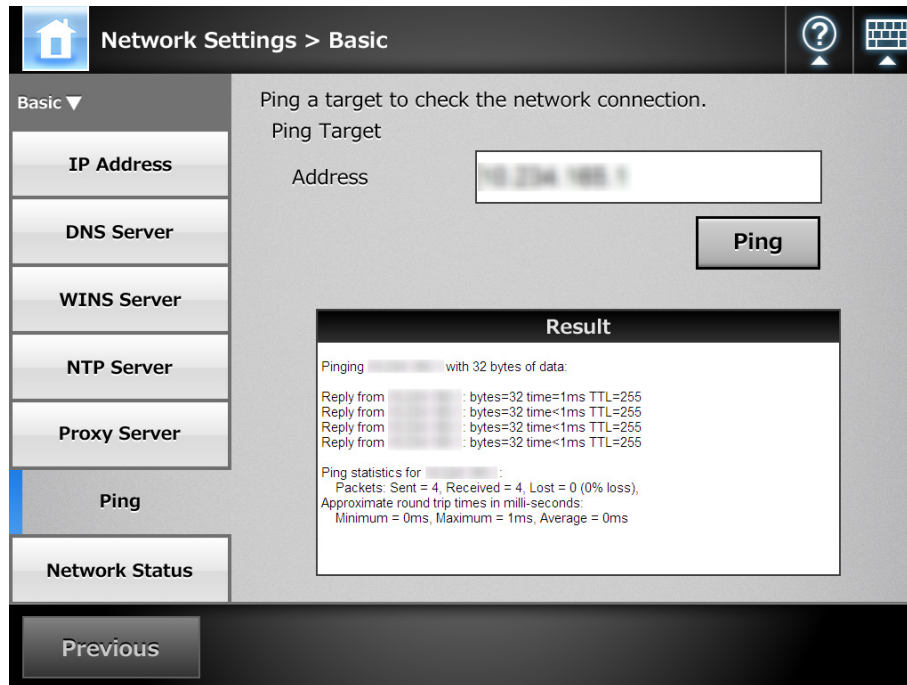 Network Settings > Basic
?
Basic ▼
IP Address
DNS Server
WINS Server
NTP Server
Proxy Server
Ping
Network Status
Ping a target to check the network connection.
Ping Target
Address
Ping
Result
Pinging with 32 bytes of data:
Reply from : bytes=32 time=1ms TTL=255
Reply from : bytes=32 time<1ms TTL=255
Reply from : bytes=32 time<1ms TTL=255
Reply from : bytes=32 time<1ms TTL=255
Ping statistics for :
Packets: Sent = 4, Received = 4, Lost = 0 (0% loss),
Approximate round trip times in milli-seconds:
Minimum = 0ms, Maximum = 1ms, Average = 0ms
Previous